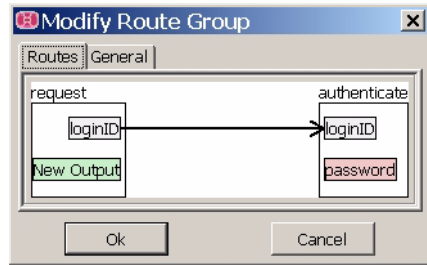 Modify Route Group
Routes General
request authenticate
loginID loginID
New Output password
Ok Cancel